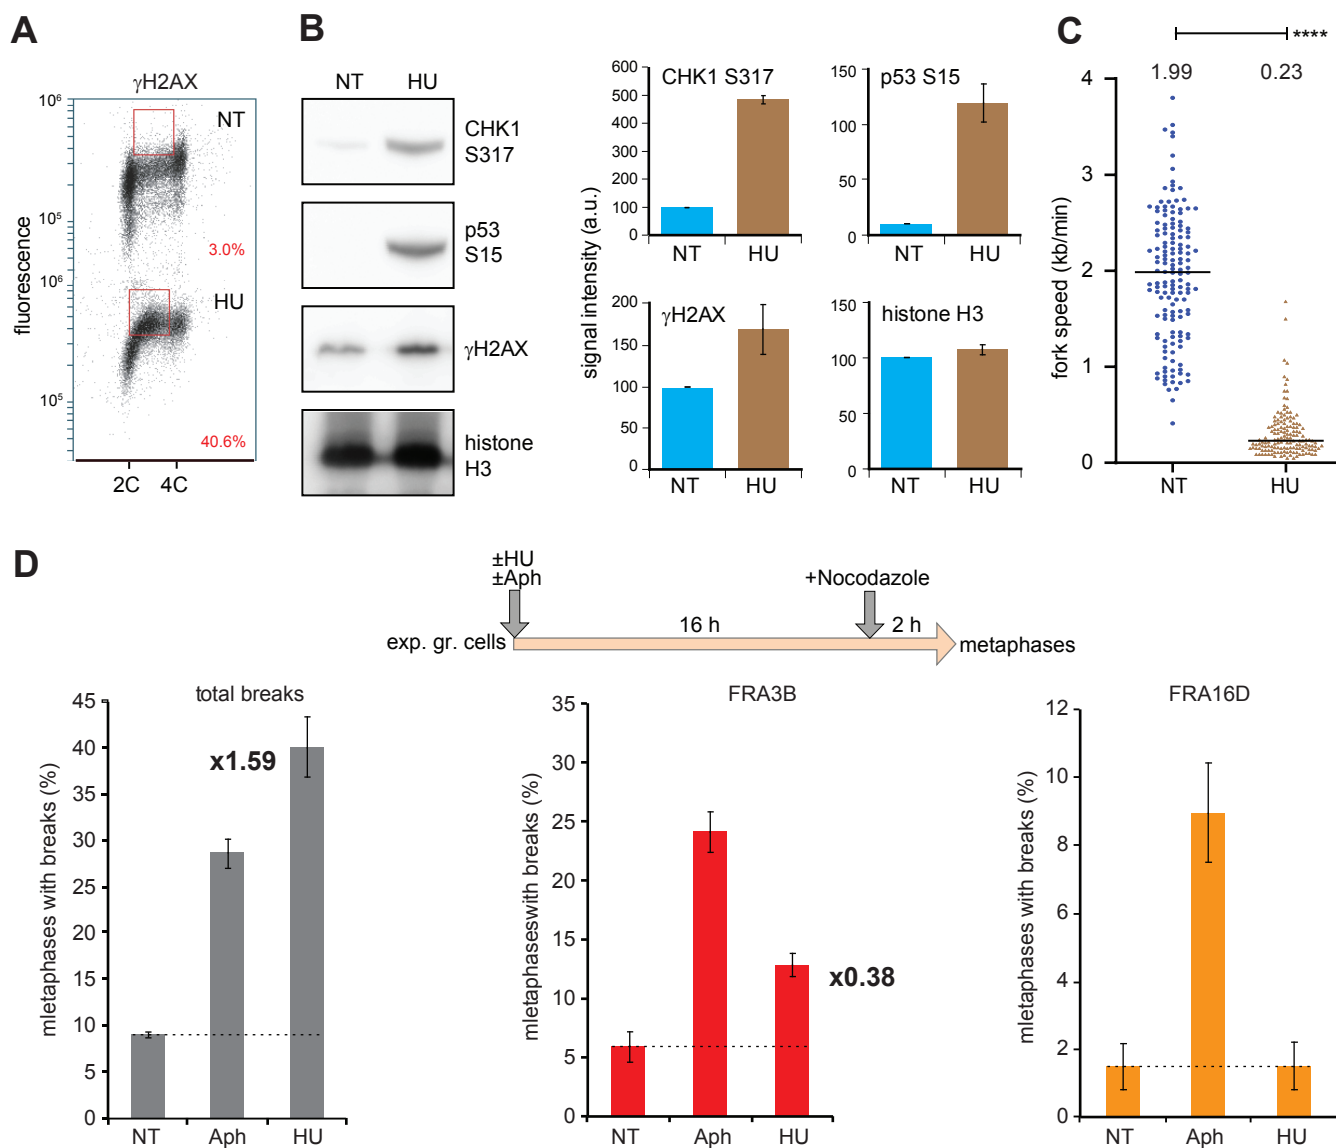 A
γH2AX
10⁶
NT
10⁵
3.0%
10⁶
HU
10⁵
40.6%
fluorescence
2C 4C
B
NT HU
CHK1
S317
p53
S15
γH2AX
histone
H3
signal intensity (a.u.)
CHK1 S317
600
500
400
300
200
100
0
NT HU
p53 S15
150
100
50
0
NT HU
γH2AX
200
150
100
50
0
NT HU
histone H3
150
100
50
0
NT HU
C
****
1.99 0.23
fork speed (kb/min)
4
3
2
1
0
NT HU
D
±HU
±Aph
+Nocodazole
16 h
2 h
exp. gr. cells
metaphases
total breaks
mletaphases with breaks (%)
45
40
35
30
25
20
15
10
5
0
x1.59
NT Aph HU
FRA3B
mletaphaseswith breaks (%)
35
30
25
20
15
10
5
0
x0.38
NT Aph HU
FRA16D
mletaphases with breaks (%)
12
10
8
6
4
2
0
NT Aph HU